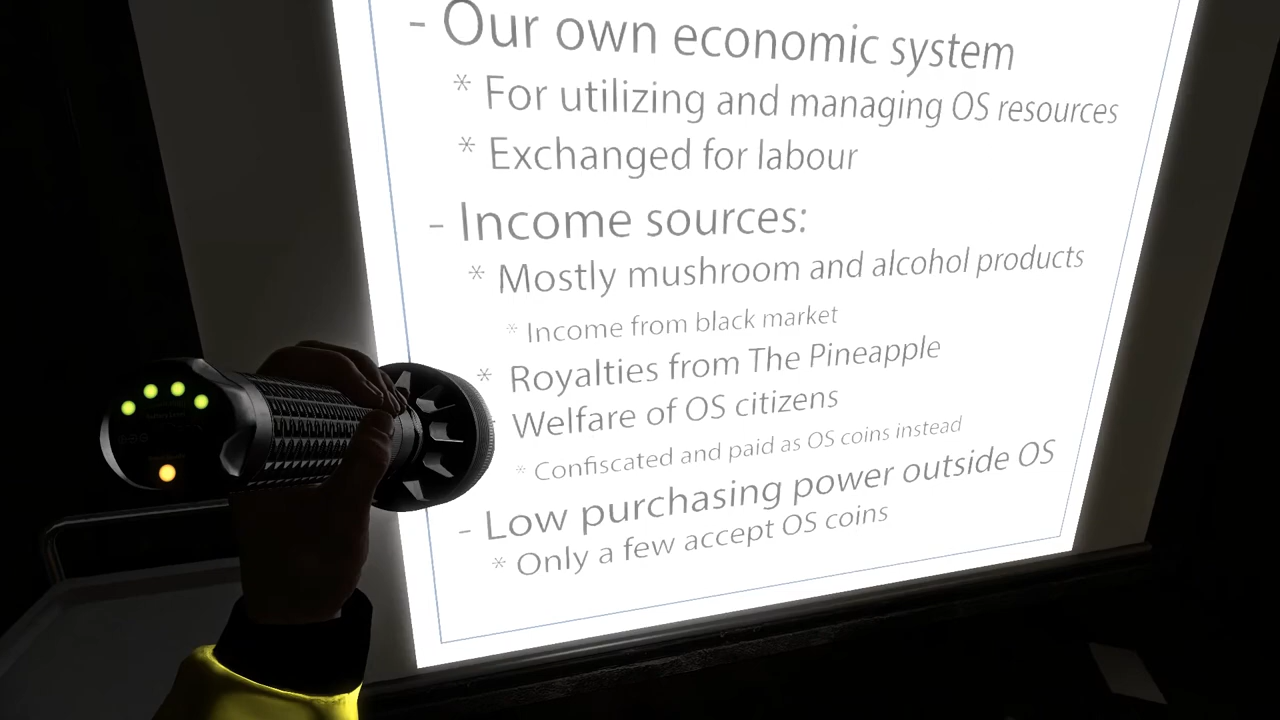 - Our own economic system
* For utilizing and managing OS resources
* Exchanged for labour
- Income sources:
* Mostly mushroom and alcohol products
* Income from black market
* Royalties from The Pineapple
* Welfare of OS citizens
* Confiscated and paid as OS coins instead
- Low purchasing power outside OS
* Only a few accept OS coins